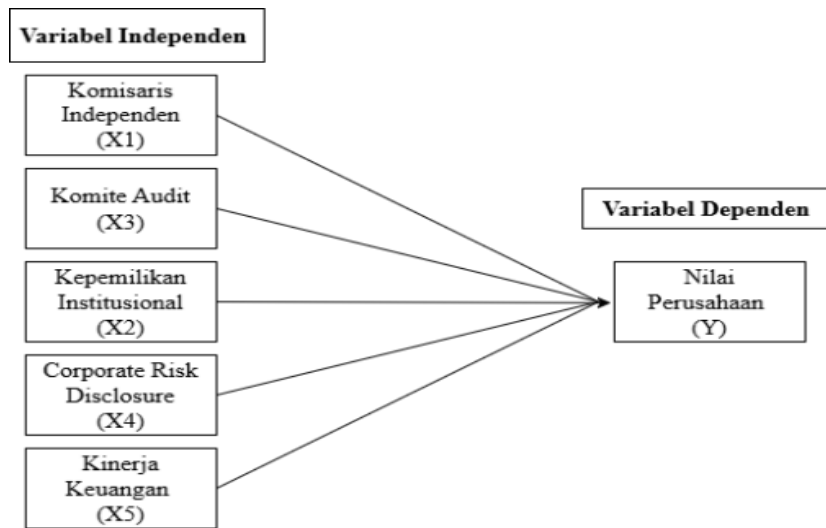 Variabel Independen
Komisaris
Independen
(X1)
Komite Audit
(X3)
Kepemilikan
Institusional
(X2)
Corporate Risk
Disclosure
(X4)
Kinerja
Keuangan
(X5)
Variabel Dependen
Nilai
Perusahaan
(Y)